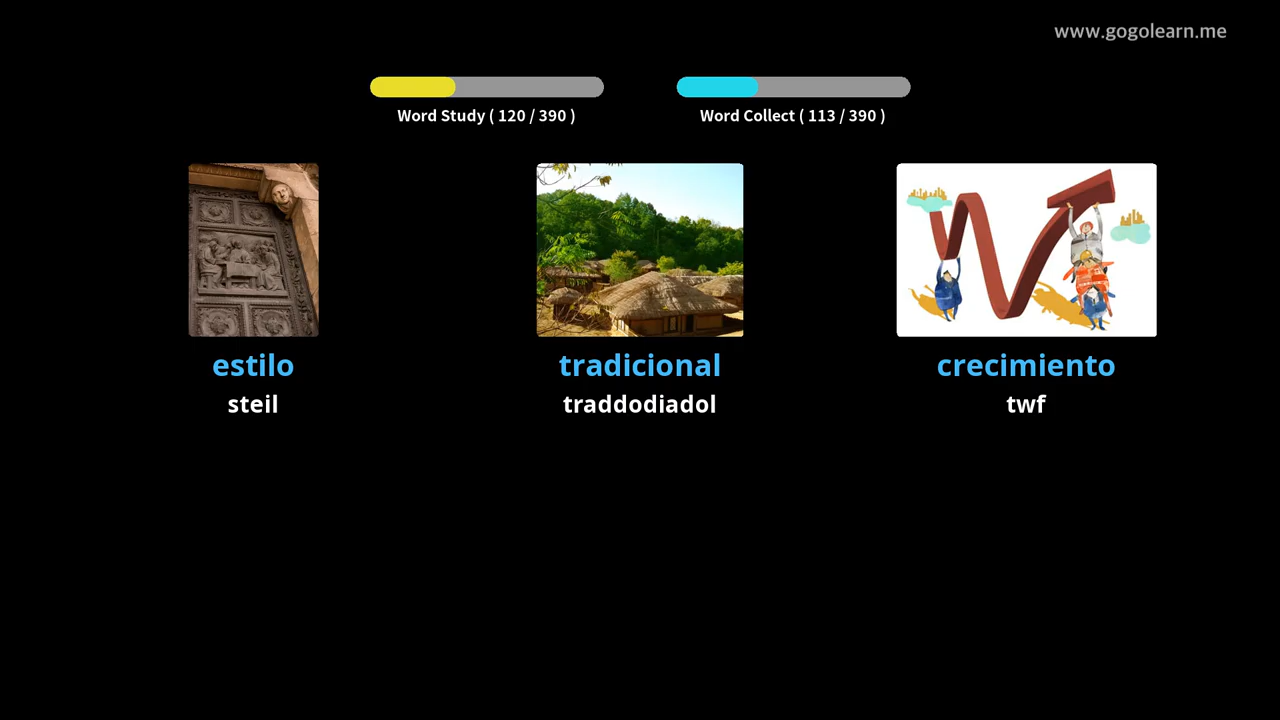 www.gogolearn.me
Word Study ( 120 / 390 )
Word Collect ( 113 / 390 )
estilo
steil
tradicional
traddodiadol
crecimiento
twf